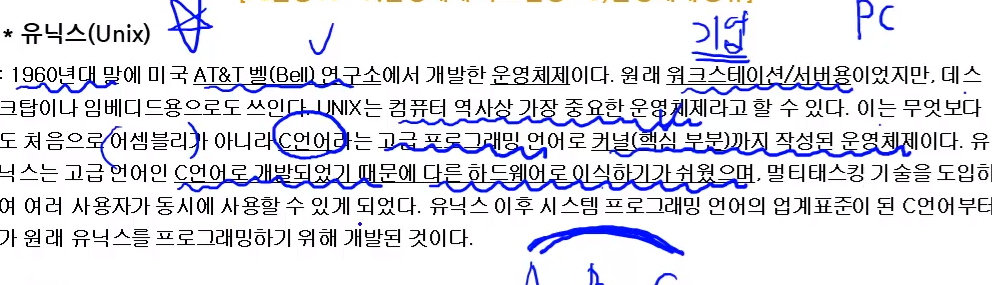 기업
PC
* 유닉스(Unix)
: 1960년대 말에 미국 AT&T 벨(Bell) 연구소에서 개발한 운영체제이다. 원래 워크스테이션/서버용이었지만, 데스
크탑이나 임베디드용으로도 쓰인다. UNIX는 컴퓨터 역사상 가장 중요한 운영체제라고 할 수 있다. 이는 무엇보다
도 처음으로 어셈블리가 아니라 C언어라는 고급 프로그래밍 언어로 커널(핵심 부분)까지 작성된 운영체제이다. 유
닉스는 고급 언어인 C언어로 개발되었기 때문에 다른 하드웨어로 이식하기가 쉬웠으며, 멀티태스킹 기술을 도입하
여 여러 사용자가 동시에 사용할 수 있게 되었다. 유닉스 이후 시스템 프로그래밍 언어의 업계표준이 된 C언어부터
가 원래 유닉스를 프로그래밍하기 위해 개발된 것이다.